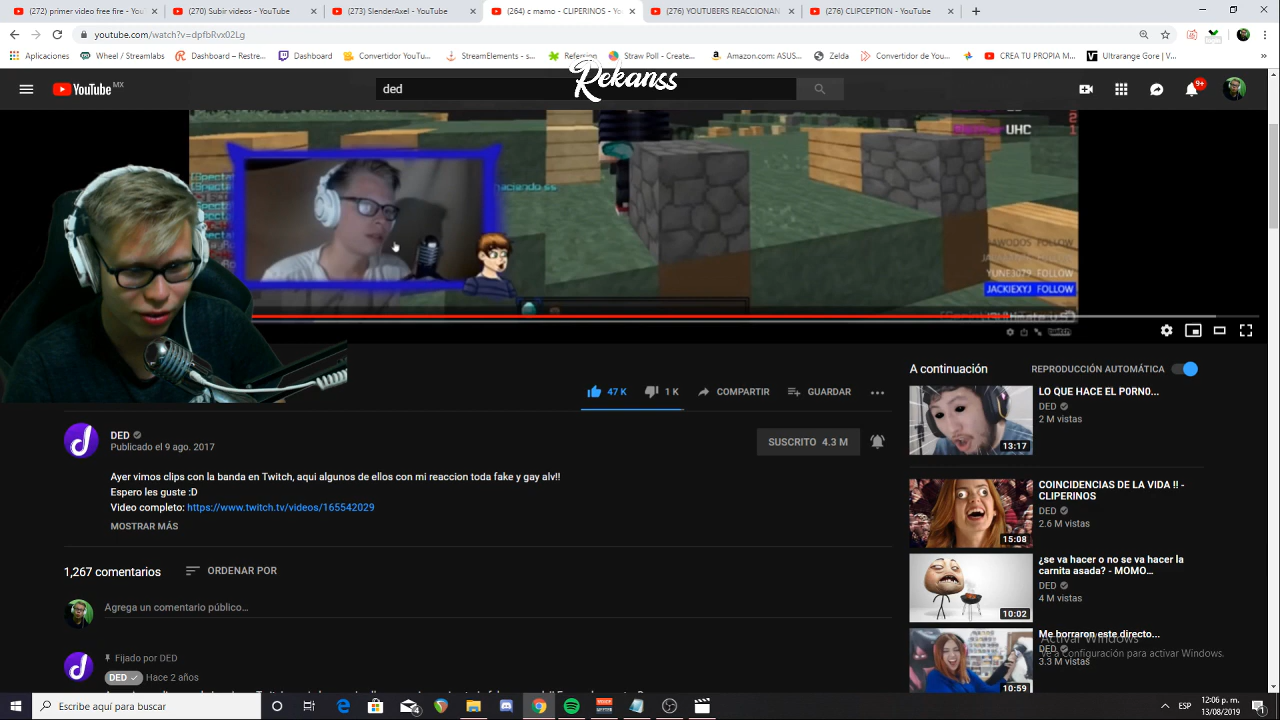 (272) primer video free fire - You
(270) Subir videos - YouTube
(273) SlenderAxel - YouTube
(264) c mamo - CLIPERINOS - Yo
(276) YOUTUBERS REACCIONAN
(276) CLIPCEPTION - YouTube
youtube.com/watch?v=dpfbRvx02Lg
Aplicaciones
Wheel / Streamlabs
Dashboard – Restre...
Dashboard
Convertidor YouTu...
StreamElements - s...
Refersion
Straw Poll - Create...
Amazon.com: ASUS...
Zelda
Convertidor de You...
CREA TU PROPIA M...
Ultrarange Gore | V...
Rekanss
YouTube MX
ded
9+
UHC
2
1
YUNF3079 FOLLOW
JACKIEXYJ FOLLOW
47 K
1 K
COMPARTIR
GUARDAR
A continuación
REPRODUCCIÓN AUTOMÁTICA
DED
Publicado el 9 ago. 2017
SUSCRITO 4.3 M
Ayer vimos clips con la banda en Twitch, aqui algunos de ellos con mi reaccion toda fake y gay alv!!
Espero les guste :D
Video completo: https://www.twitch.tv/videos/165542029
MOSTRAR MÁS
1,267 comentarios
ORDENAR POR
Agrega un comentario público...
Fijado por DED
DED
Hace 2 años
LO QUE HACE EL P0RN0...
DED
2 M vistas
13:17
COINCIDENCIAS DE LA VIDA !! -
CLIPERINOS
DED
2.6 M vistas
15:08
¿se va hacer o no se va hacer la
carnita asada? - MOMO...
DED
4 M vistas
10:02
Me borraron este directo...
DED
3.3 M vistas
10:59
Activar Windows
Ve a Configuración para activar Windows.
Escribe aquí para buscar
ESP
12:06 p. m.
13/08/2019